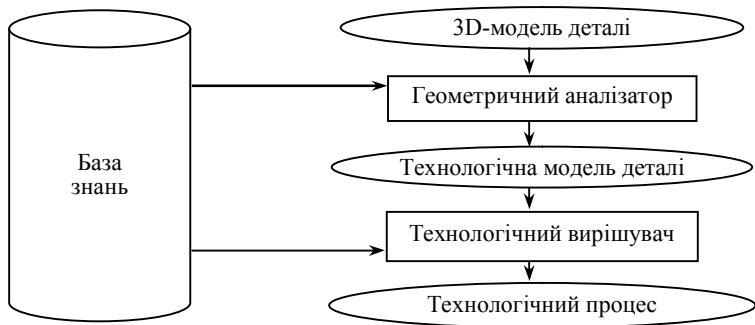 3D-модель деталі
Геометричний аналізатор
База
знань
Технологічна модель деталі
Технологічний вирішувач
Технологічний процес